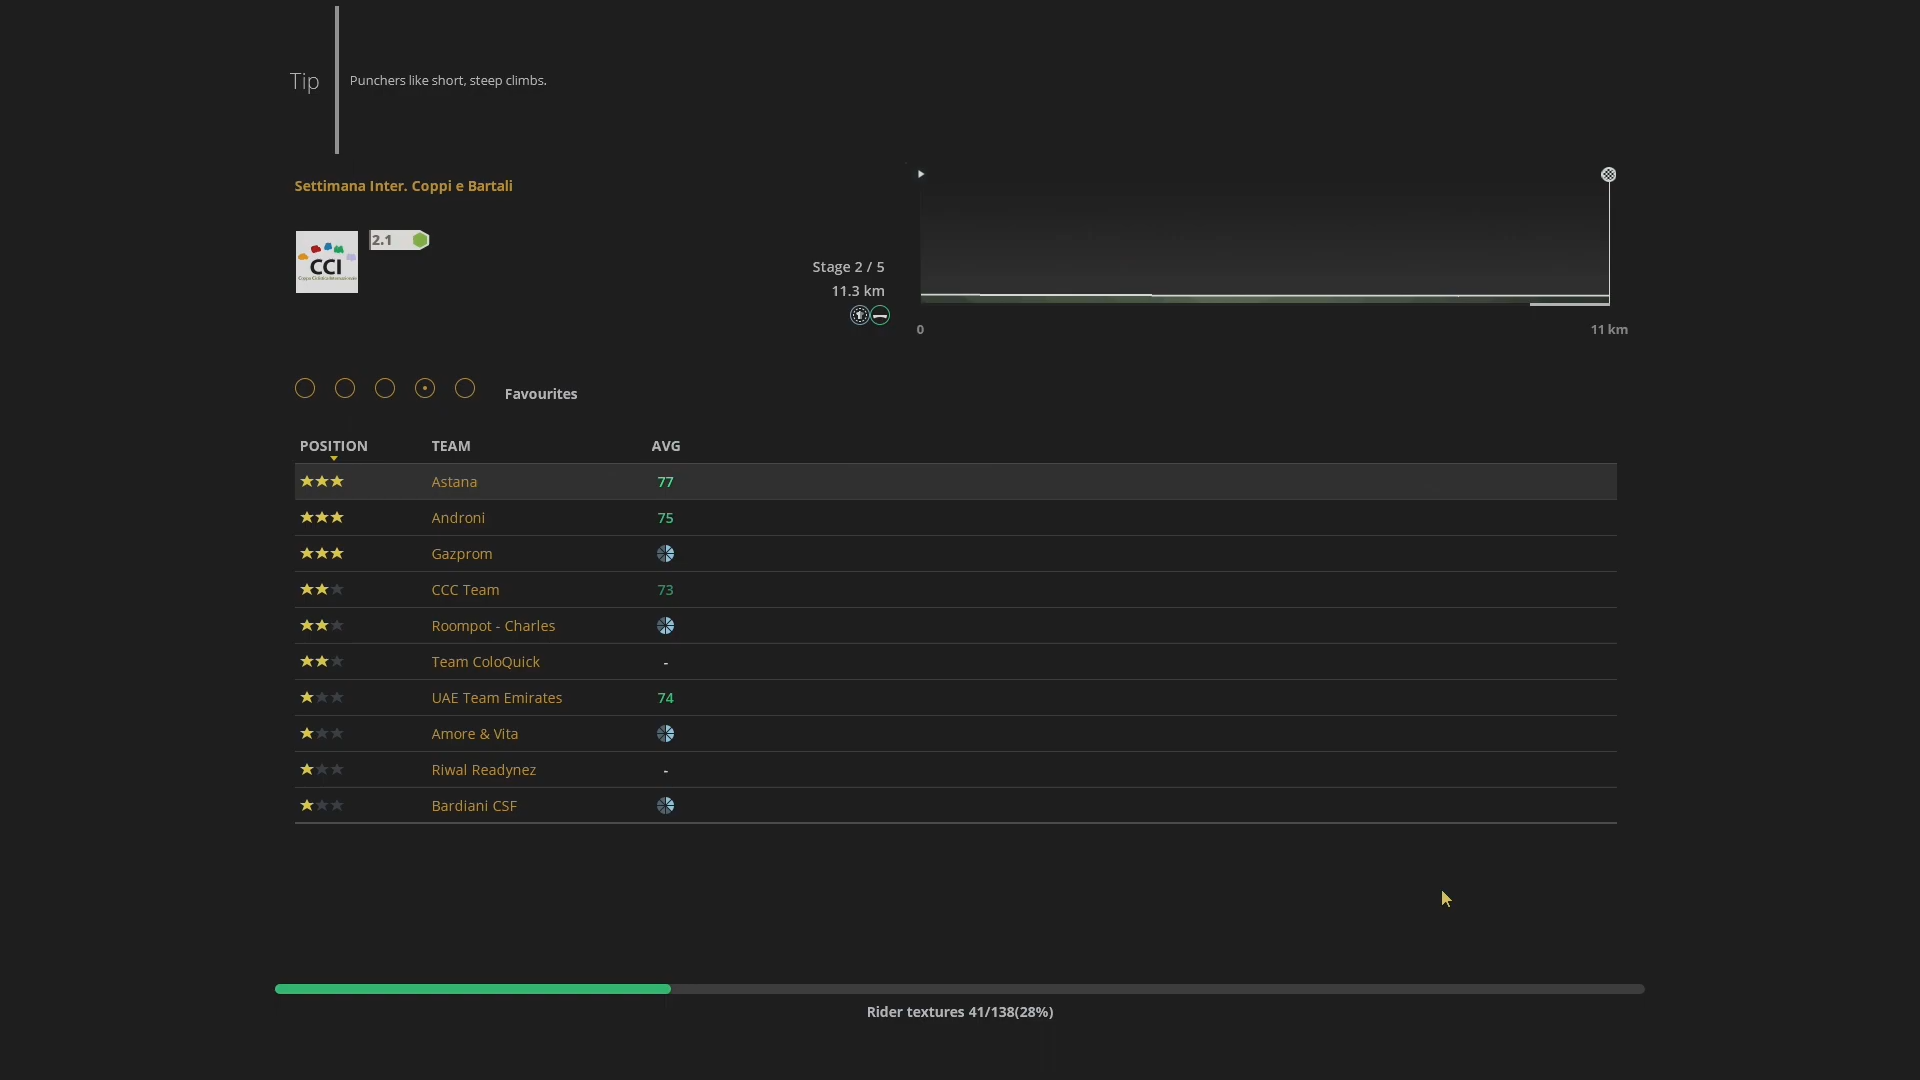 Tip
Punchers like short, steep climbs.
Settimana Inter. Coppi e Bartali
CCI
2.1
Stage 2 / 5
11.3 km
0
11 km
Favourites
POSITION TEAM AVG
Astana 77
Androni 75
Gazprom
CCC Team 73
Roompot - Charles
Team ColoQuick -
UAE Team Emirates 74
Amore & Vita
Riwal Readynez -
Bardiani CSF
Rider textures 41/138(28%)